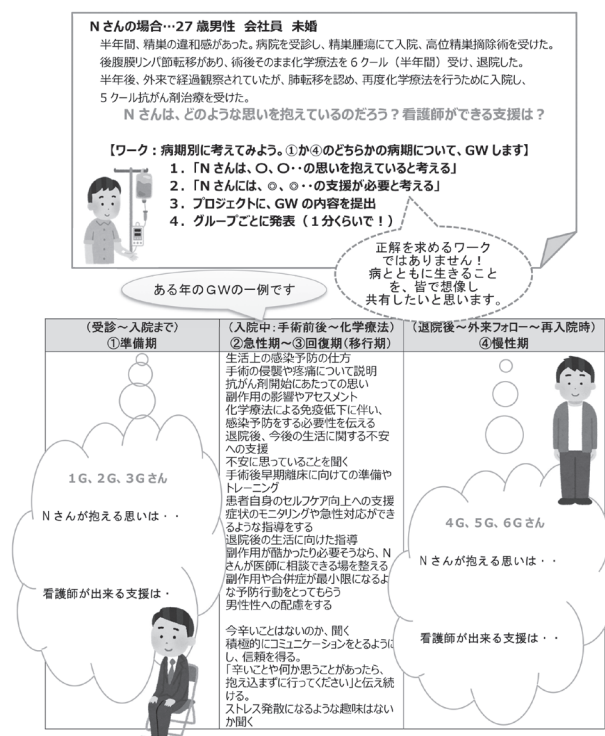 Nさんの場合…27歳男性 会社員 未婚
半年間、精巣の違和感があった。病院を受診し、精巣腫瘍にて入院、高位精巣摘除術を受けた。
後腹膜リンパ節転移があり、術後そのまま化学療法を6クール（半年間）受け、退院した。
半年後、外来で経過観察されていたが、肺転移を認め、再度化学療法を行うために入院し、
5クール抗がん剤治療を受けた。
Nさんは、どのような思いを抱えているのだろう？看護師ができる支援は？
【ワーク：病期別に考えてみよう。①か④のどちらかの病期について、GWします】
1．「Nさんは、〇、〇・・の思いを抱えていると考える」
2．「Nさんには、◎、◎・・の支援が必要と考える」
3．プロジェクトに、GWの内容を提出
4．グループごとに発表（1分くらいで！）
正解を求めるワーク
ではありません！
病とともに生きること
を、皆で想像し
共有したいと思います。
ある年のGWの一例です
（受診～入院まで）
①準備期
（入院中：手術前後～化学療法）
②急性期～③回復期（移行期）
（退院後～外来フォロー～再入院時）
④慢性期
1G、2G、3Gさん
Nさんが抱える思いは・・
看護師が出来る支援は・
生活上の感染予防の仕方
手術の侵襲や疼痛について説明
抗がん剤開始にあたっての思い
副作用の影響やアセスメント
化学療法による免疫低下に伴い、
感染予防をする必要性を伝える
退院後、今後の生活に関する不安
への支援
不安に思っていることを聞く
手術後早期離床に向けての準備や
トレーニング
患者自身のセルフケア向上への支援
症状のモニタリングや急性対応ができ
るような指導をする
退院後の生活に向けた指導
副作用が酷かったり必要そうなら、N
さんが医師に相談できる場を整える
副作用や合併症が最小限になるよ
な予防行動をとってもらう
男性性への配慮をする
今辛いことはないのか、聞く
積極的にコミュニケーションをとるように
し、信頼を得る。
「辛いことや何か思うことがあったら、
抱え込まずに行ってください」と伝え続
ける。
ストレス発散になるような趣味はない
か聞く
4G、5G、6Gさん
Nさんが抱える思いは・・
看護師が出来る支援は・・